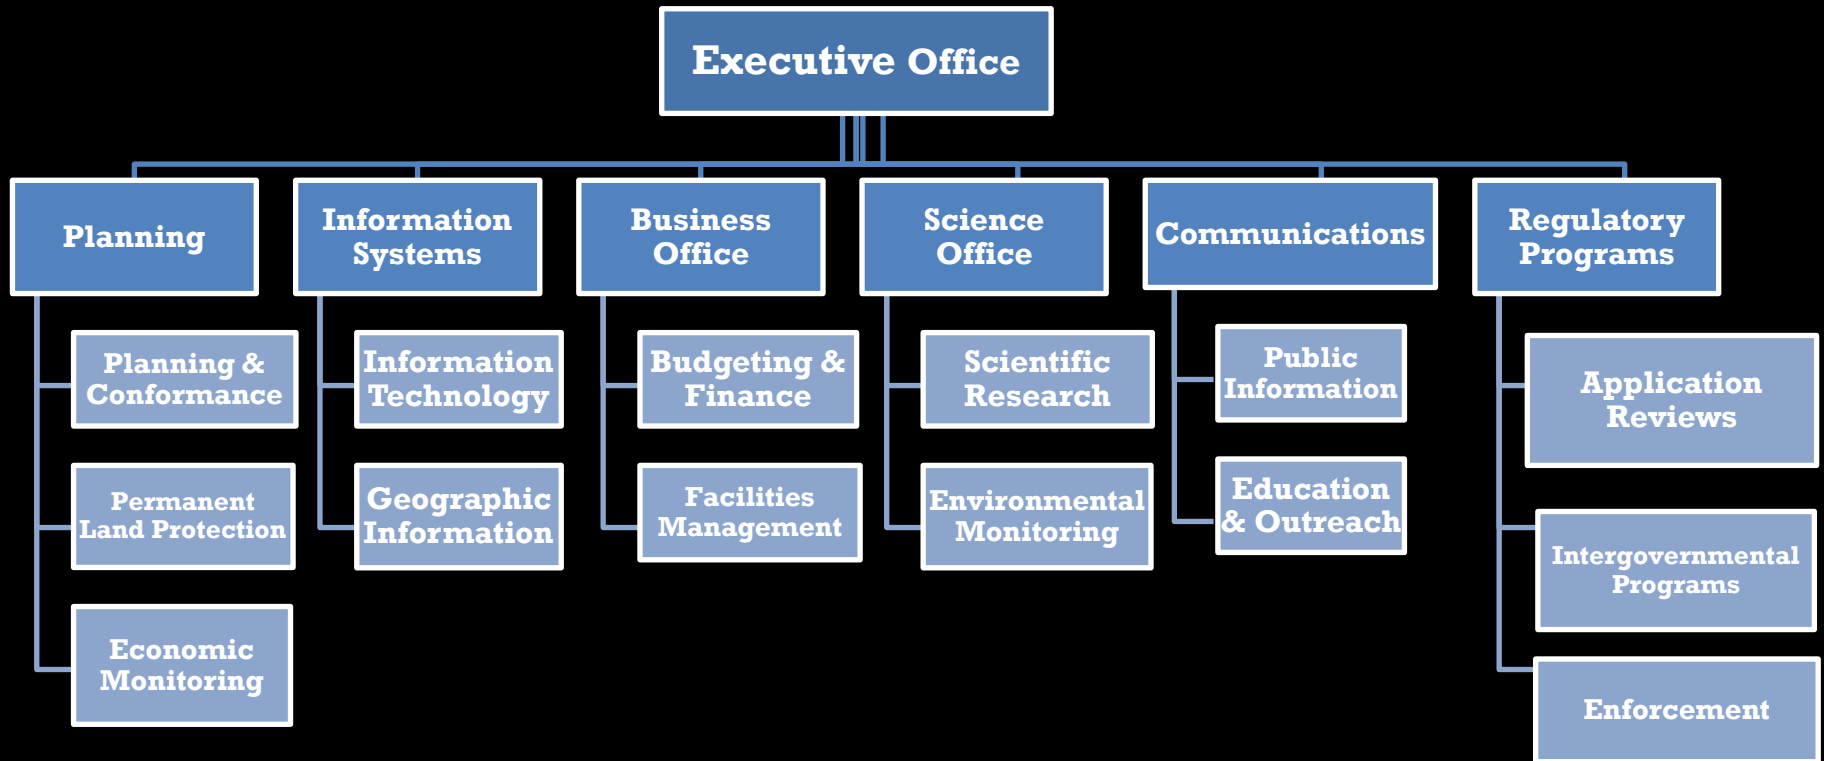 Executive Office
Planning
Information
Systems
Business
Office
Science
Office
Communications
Regulatory
Programs
Planning &
Conformance
Permanent
Land Protection
Economic
Monitoring
Information
Technology
Geographic
Information
Budgeting &
Finance
Facilities
Management
Scientific
Research
Environmental
Monitoring
Public
Information
Education
& Outreach
Application
Reviews
Intergovernmental
Programs
Enforcement